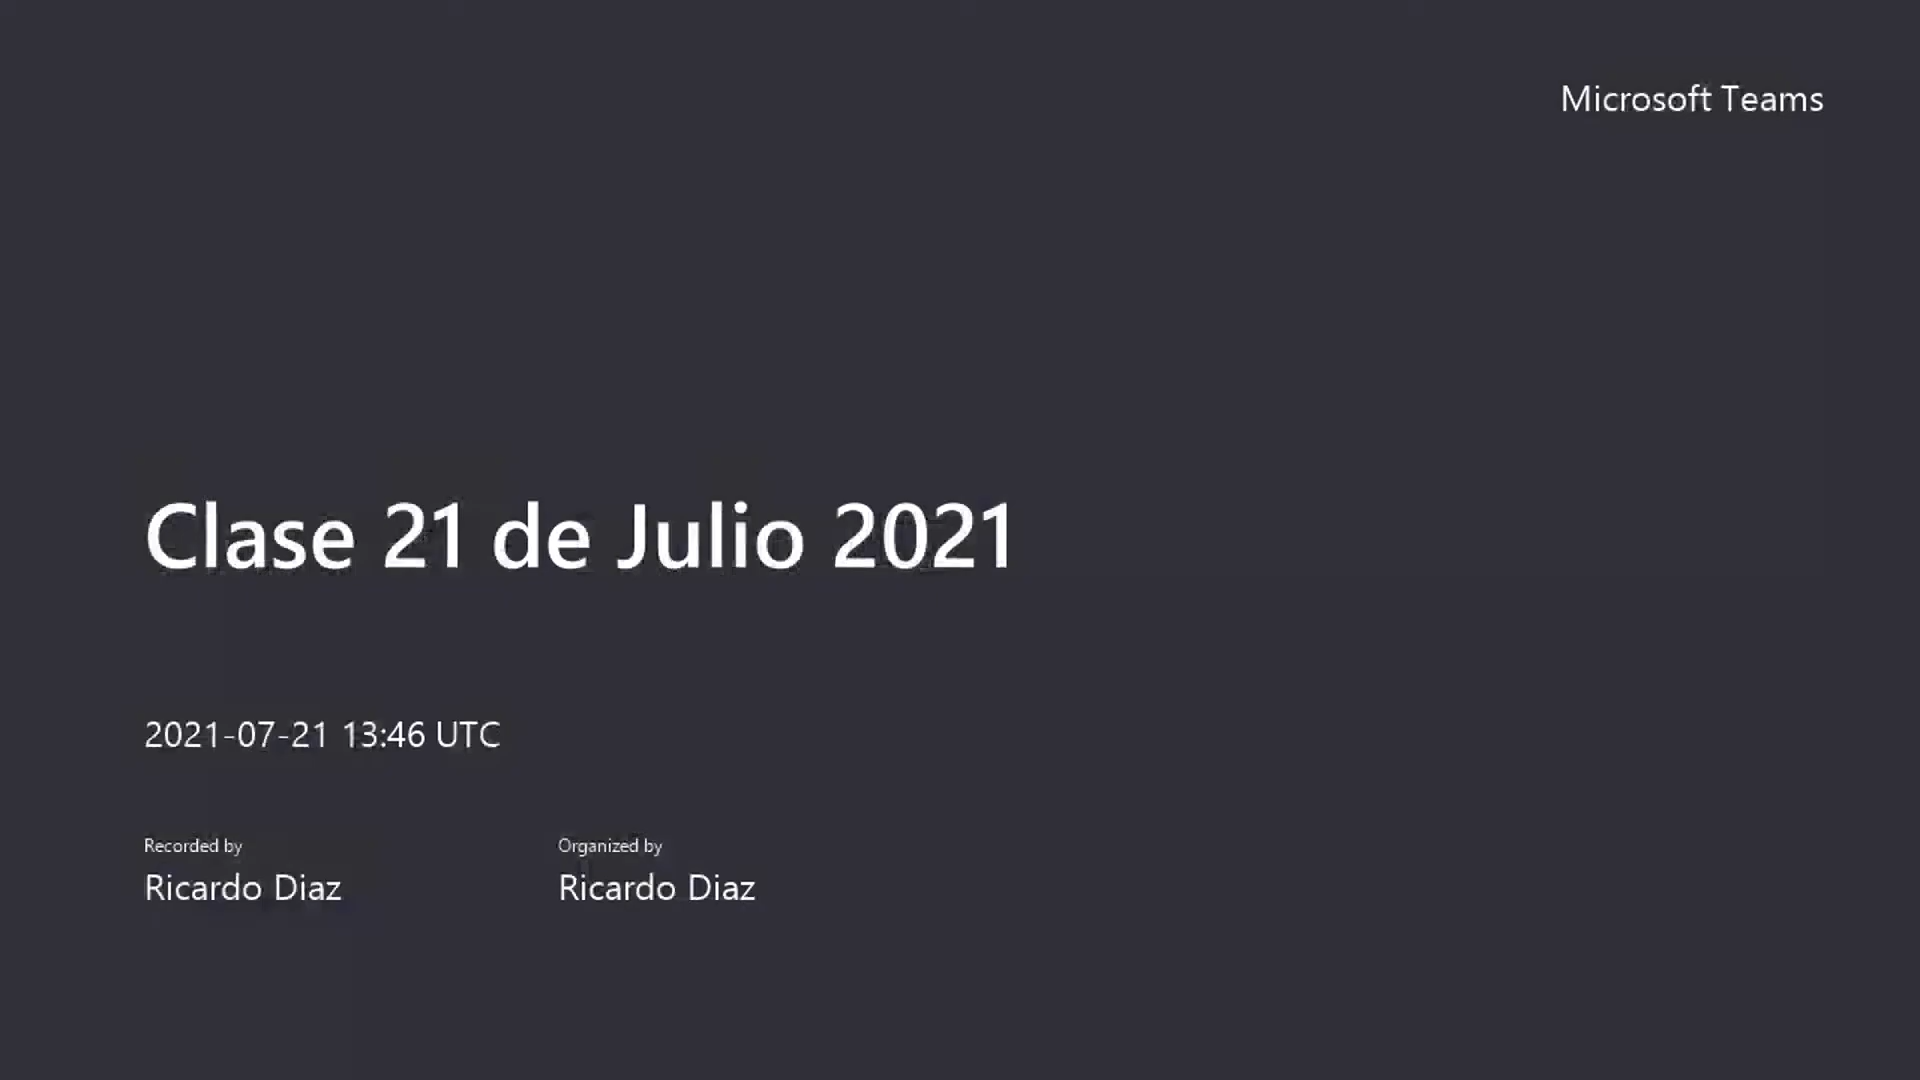 Microsoft Teams
Clase 21 de Julio 2021
2021-07-21 13:46 UTC
Recorded by
Ricardo Diaz
Organized by
Ricardo Diaz